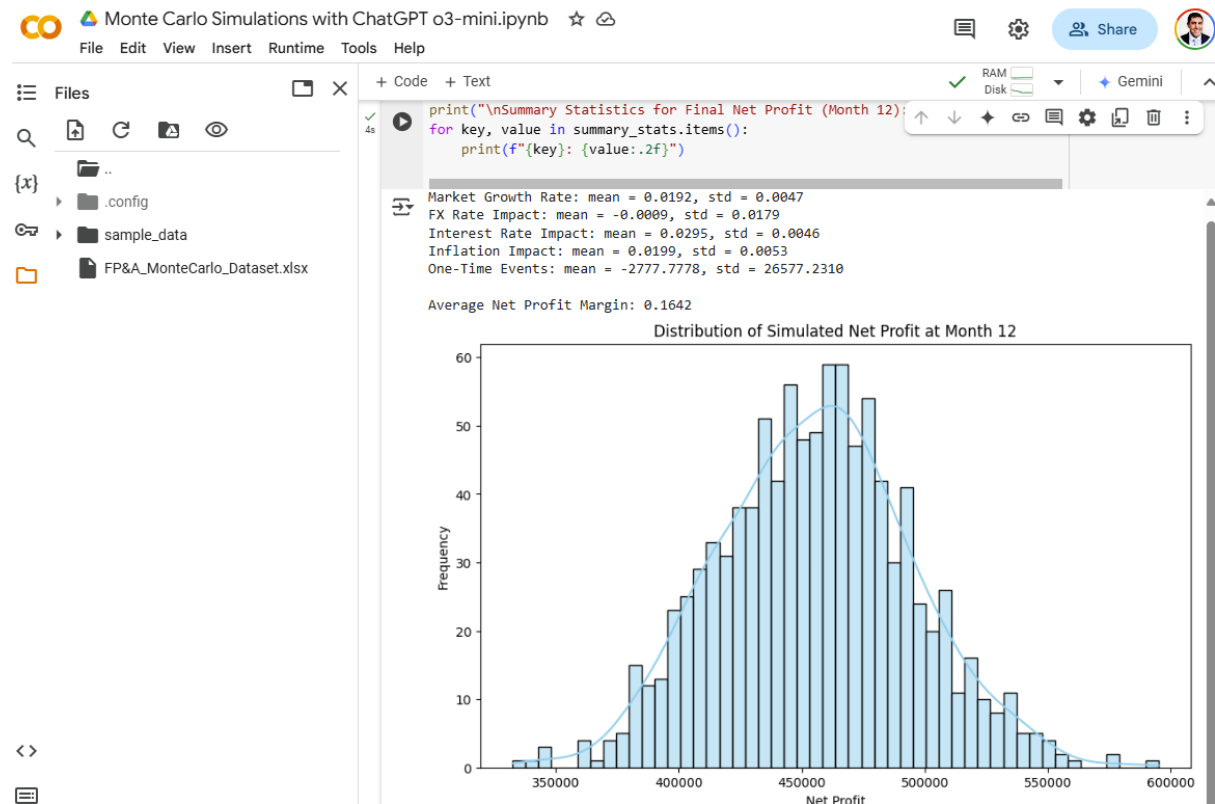 Monte Carlo Simulations with ChatGPT o3-mini.ipynb
File Edit View Insert Runtime Tools Help
Share
Files
+ Code + Text
RAM
Disk
Gemini
..
.config
sample_data
FP&A_MonteCarlo_Dataset.xlsx
{x}
4s
print("\nSummary Statistics for Final Net Profit (Month 12):
for key, value in summary_stats.items():
print(f"{key}: {value:.2f}")
Market Growth Rate: mean = 0.0192, std = 0.0047
FX Rate Impact: mean = -0.0009, std = 0.0179
Interest Rate Impact: mean = 0.0295, std = 0.0046
Inflation Impact: mean = 0.0199, std = 0.0053
One-Time Events: mean = -2777.7778, std = 26577.2310
Average Net Profit Margin: 0.1642
Distribution of Simulated Net Profit at Month 12
60
50
40
30
20
10
0
Frequency
350000 400000 450000 500000 550000 600000
Net Profit